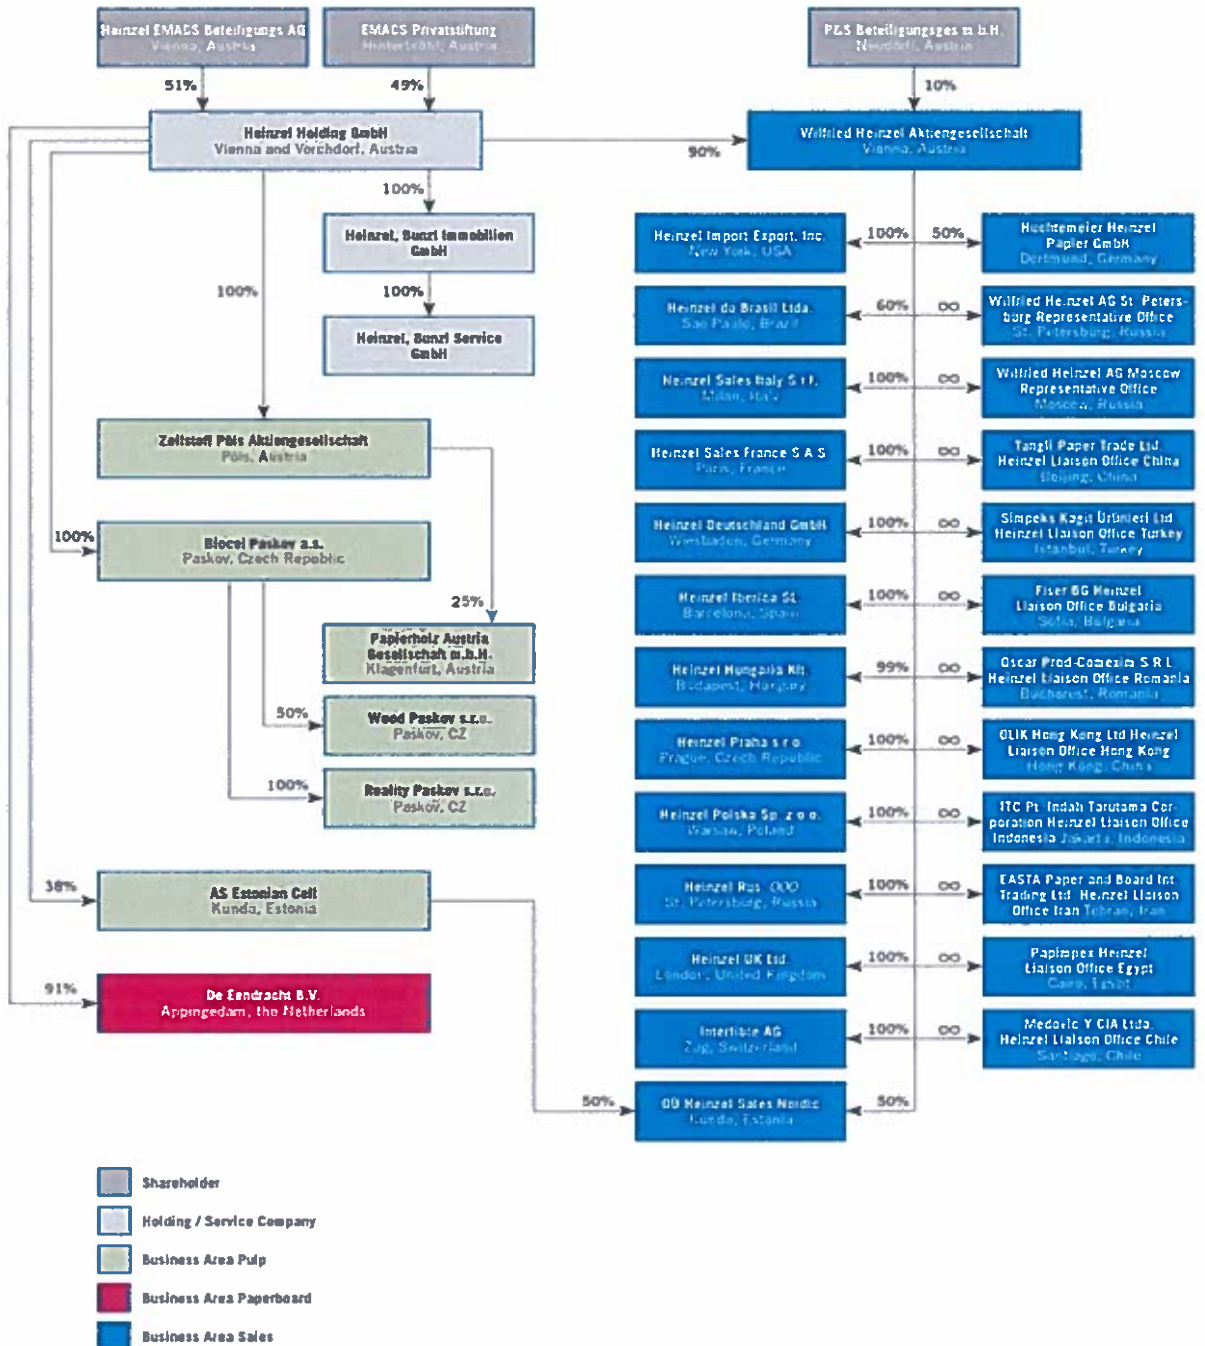 Heinzel EMACS Beteiligungs AG
Vienna, Austria
EMACS Privatstiftung
Hinterbrühl, Austria
P&S Beteiligungsges m.b.H.
Neudörfl, Austria
51%
49%
10%
Heinzel Holding GmbH
Vienna and Vorchdorf, Austria
90%
Wilfried Heinzel Aktiengesellschaft
Vienna, Austria
100%
Heinzel, Bunzl Immobilien
GmbH
100%
100%
Heinzel, Bunzl Service
GmbH
Zellstoff Pöls Aktiengesellschaft
Pöls, Austria
100%
Biocel Paskov a.s.
Paskov, Czech Republic
25%
Papierholz Austria
Gesellschaft m.b.H.
Klagenfurt, Austria
50%
Wood Paskov s.r.o.
Paskov, CZ
100%
Reality Paskov s.r.o.
Paskov, CZ
38%
AS Estonian Cell
Kunda, Estonia
91%
De Eendracht B.V.
Appingedam, the Netherlands
Heinzel Import Export, Inc.
New York, USA
100%
50%
Huchtemeier Heinzel
Papier GmbH
Dortmund, Germany
Heinzel do Brasil Ltda.
Sao Paulo, Brazil
60%
∞
Wilfried Heinzel AG St. Peters-
burg Representative Office
St. Petersburg, Russia
Heinzel Sales Italy S.r.l.
Milan, Italy
100%
∞
Wilfried Heinzel AG Moscow
Representative Office
Moscow, Russia
Heinzel Sales France S A S
Paris, France
100%
∞
Tangli Paper Trade Ltd.
Heinzel Liaison Office China
Beijing, China
Heinzel Deutschland GmbH
Wiesbaden, Germany
100%
∞
Simpeks Kagit Ürünleri Ltd
Heinzel Liaison Office Turkey
Istanbul, Turkey
Heinzel Iberica SL
Barcelona, Spain
100%
∞
Fiser BG Heinzel
Liaison Office Bulgaria
Sofia, Bulgaria
Heinzel Hungaria Kft.
Budapest, Hungary
99%
∞
Oscar Prod-Comexim S R L
Heinzel Liaison Office Romania
Bucharest, Romania
Heinzel Praha s r o
Prague, Czech Republic
100%
∞
OLIK Hong Kong Ltd Heinzel
Liaison Office Hong Kong
Hong Kong, China
Heinzel Polska Sp. z o o.
Warsaw, Poland
100%
∞
ITC Pt. Indah Tarutama Cor-
poration Heinzel Liaison Office
Indonesia Jakarta, Indonesia
Heinzel Rus. OOO
St. Petersburg, Russia
100%
∞
EASTA Paper and Board Int.
Trading Ltd. Heinzel Liaison
Office Iran Tehran, Iran
Heinzel UK Ltd.
London, United Kingdom
100%
∞
Papimpex Heinzel
Liaison Office Egypt
Cairo, Egypt
Interfibre AG
Zug, Switzerland
100%
∞
Medovic Y CIA Ltda.
Heinzel Liaison Office Chile
Santiago, Chile
50%
OÜ Heinzel Sales Nordic
Kunda, Estonia
50%
Shareholder
Holding / Service Company
Business Area Pulp
Business Area Paperboard
Business Area Sales